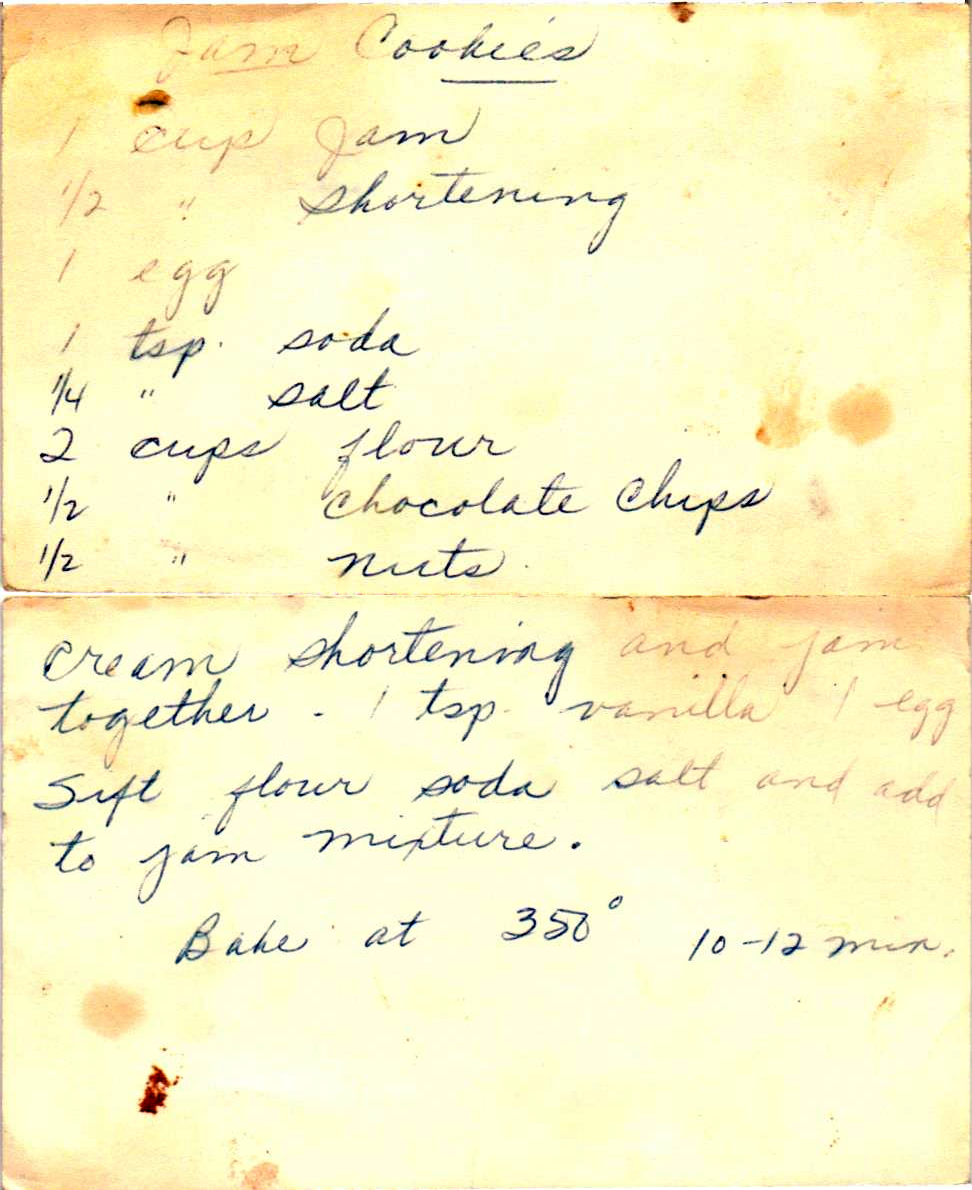 Jam Cookies
1 cup Jam
1/2 " shortening
1 egg
1 tsp. soda
1/4 " salt
2 cups flour
1/2 " chocolate chips
1/2 " nuts.
cream shortening and jam
together. 1 tsp. vanilla 1 egg
Sift flour soda salt and add
to jam mixture.
Bake at 350° 10-12 min.